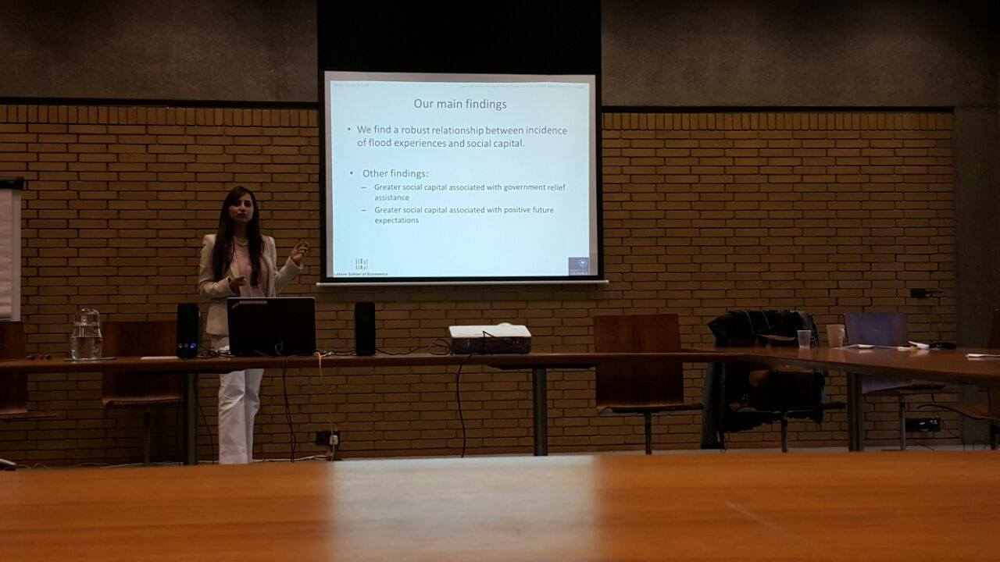 Our main findings
• We find a robust relationship between incidence
of flood experiences and social capital.
• Other findings:
– Greater social capital associated with government relief
assistance
– Greater social capital associated with positive future
expectations
Lahore School of Economics
OXFORD